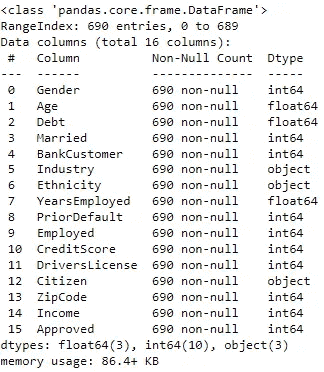 <class 'pandas.core.frame.DataFrame'>
RangeIndex: 690 entries, 0 to 689
Data columns (total 16 columns):
 #   Column          Non-Null Count  Dtype
---  ------          --------------  -----
 0   Gender          690 non-null    int64
 1   Age             690 non-null    float64
 2   Debt            690 non-null    float64
 3   Married         690 non-null    int64
 4   BankCustomer    690 non-null    int64
 5   Industry        690 non-null    object
 6   Ethnicity       690 non-null    object
 7   YearsEmployed   690 non-null    float64
 8   PriorDefault    690 non-null    int64
 9   Employed        690 non-null    int64
 10  CreditScore     690 non-null    int64
 11  DriversLicense  690 non-null    int64
 12  Citizen         690 non-null    object
 13  ZipCode         690 non-null    int64
 14  Income          690 non-null    int64
 15  Approved        690 non-null    int64
dtypes: float64(3), int64(10), object(3)
memory usage: 86.4+ KB